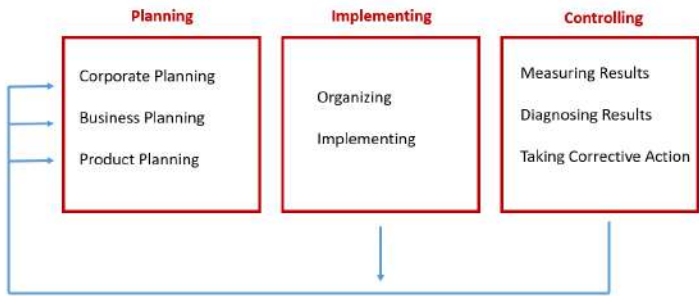 Planning
Corporate Planning
Business Planning
Product Planning
Implementing
Organizing
Implementing
Controlling
Measuring Results
Diagnosing Results
Taking Corrective Action